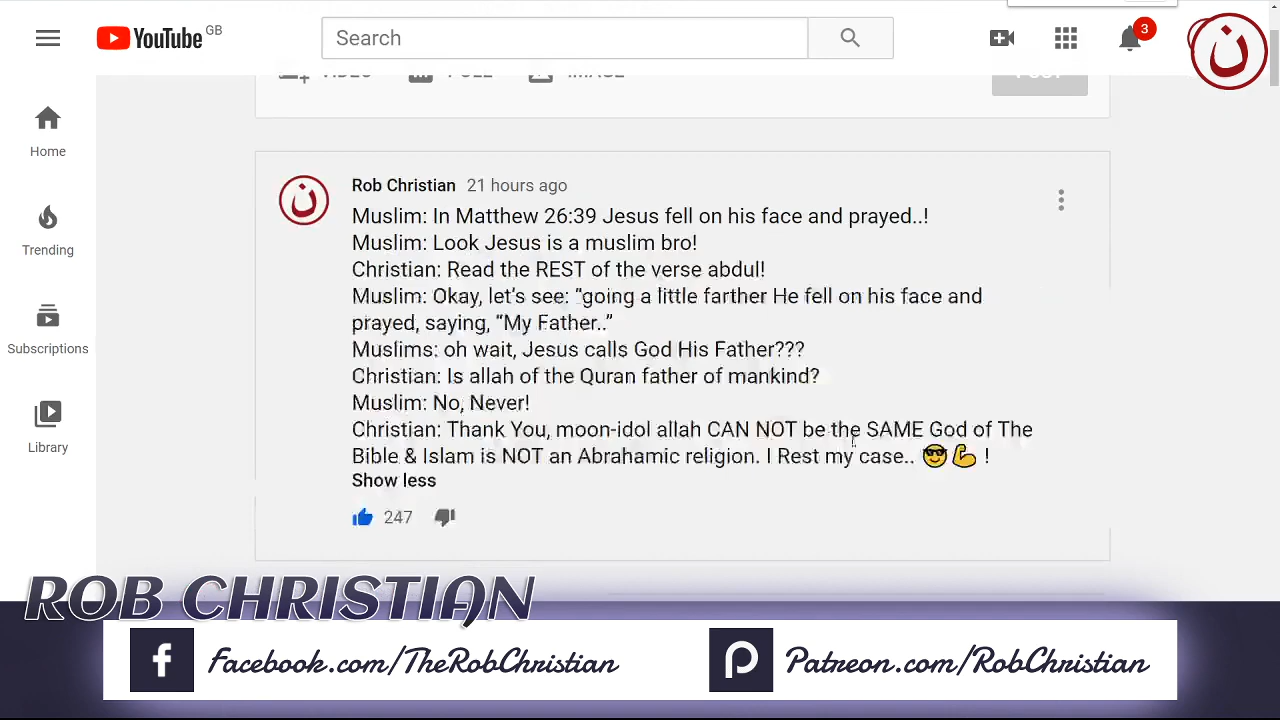 YouTube GB
Search
3
ن
Home
Trending
Subscriptions
Library
VIDEO
POLL
IMAGE
POST
ن
Rob Christian 21 hours ago
Muslim: In Matthew 26:39 Jesus fell on his face and prayed..!
Muslim: Look Jesus is a muslim bro!
Christian: Read the REST of the verse abdul!
Muslim: Okay, let's see: “going a little farther He fell on his face and
prayed, saying, “My Father..”
Muslims: oh wait, Jesus calls God His Father???
Christian: Is allah of the Quran father of mankind?
Muslim: No, Never!
Christian: Thank You, moon-idol allah CAN NOT be the SAME God of The
Bible & Islam is NOT an Abrahamic religion. I Rest my case.. 😎💪 !
Show less
247
ROB CHRISTIAN
f Facebook.com/TheRobChristian
Patreon.com/RobChristian